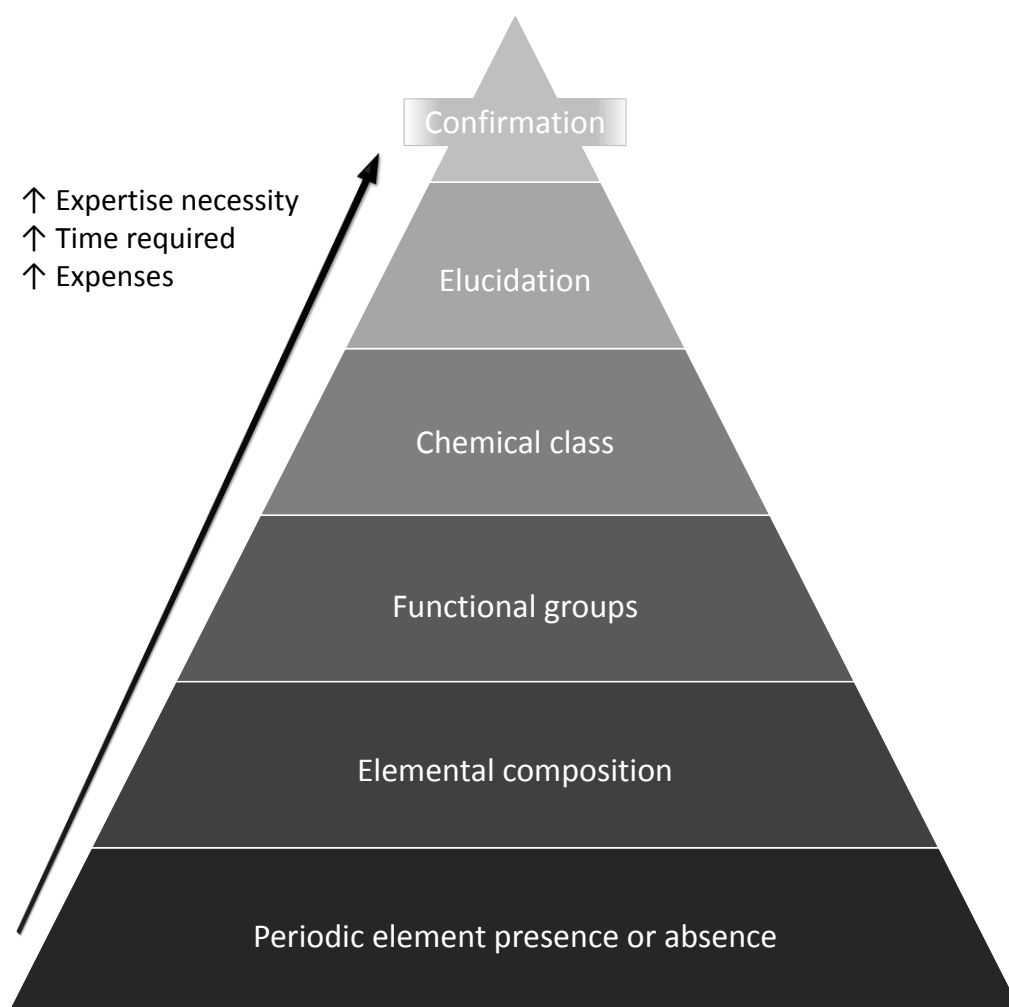 Confirmation
↑ Expertise necessity
↑ Time required
↑ Expenses
Elucidation
Chemical class
Functional groups
Elemental composition
Periodic element presence or absence